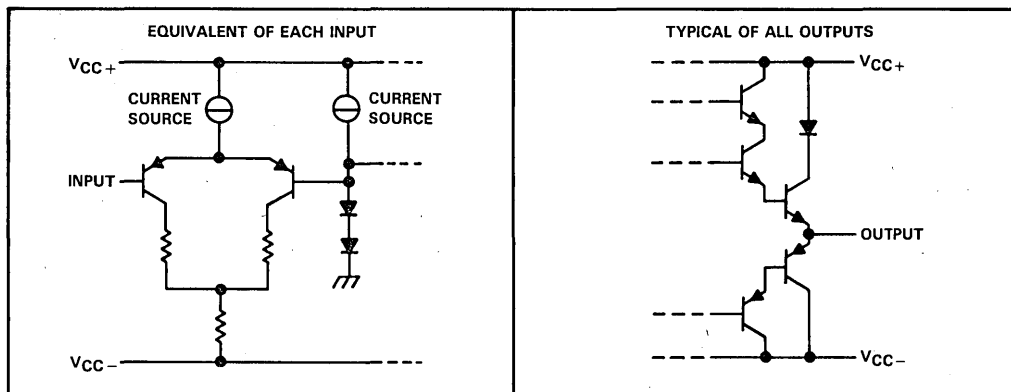 EQUIVALENT OF EACH INPUT
VCC+
CURRENT
SOURCE
CURRENT
SOURCE
INPUT
VCC−
TYPICAL OF ALL OUTPUTS
VCC+
OUTPUT
VCC−